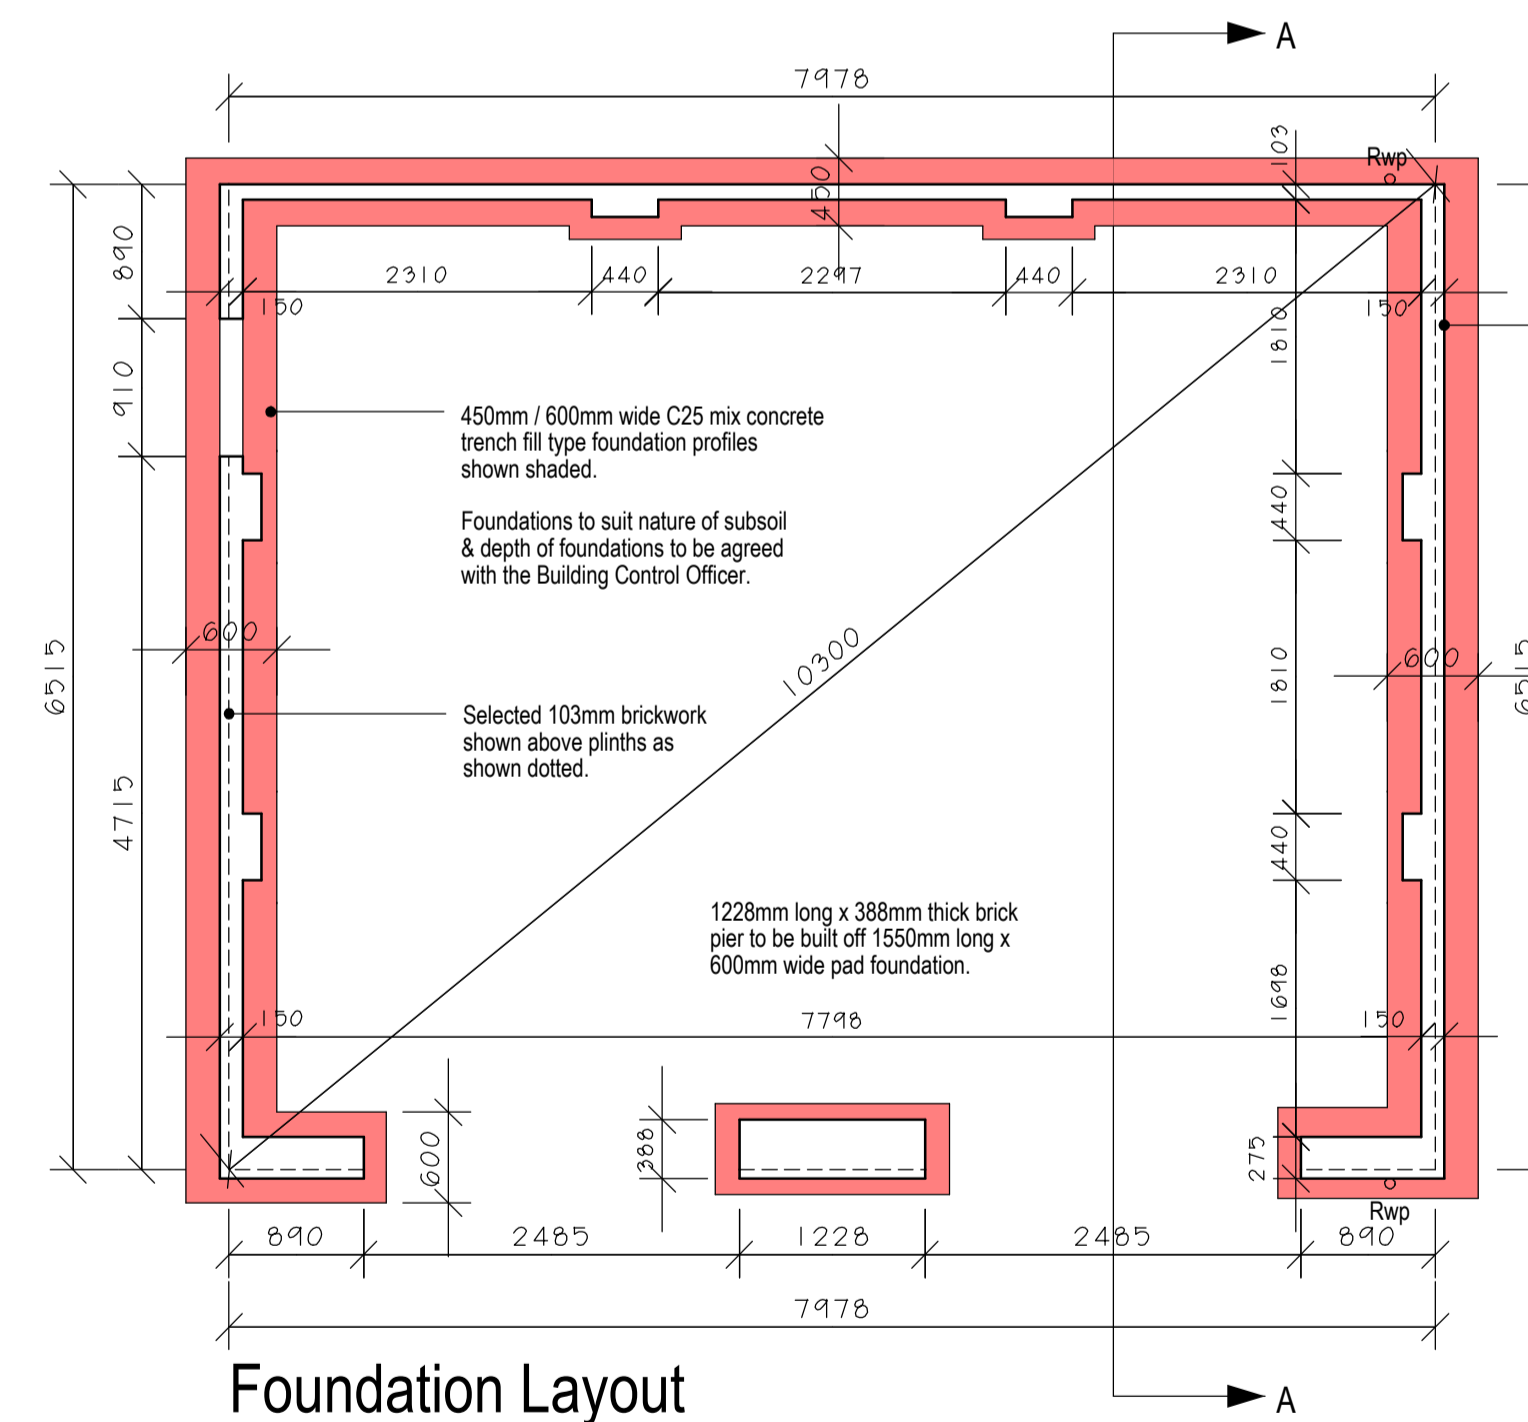 A
7978
103
Rwp
450
890
2310
440
2297
440
2310
150
150
1810
910
450mm / 600mm wide C25 mix concrete
trench fill type foundation profiles
shown shaded.
440
Foundations to suit nature of subsoil
& depth of foundations to be agreed
with the Building Control Officer.
600
10300
600
6515
1810
6515
Selected 103mm brickwork
shown above plinths as
shown dotted.
4715
440
1228mm long x 388mm thick brick
pier to be built off 1550mm long x
600mm wide pad foundation.
1698
150
7798
150
600
388
275
Rwp
890
2485
1228
2485
890
7978
Foundation Layout
A